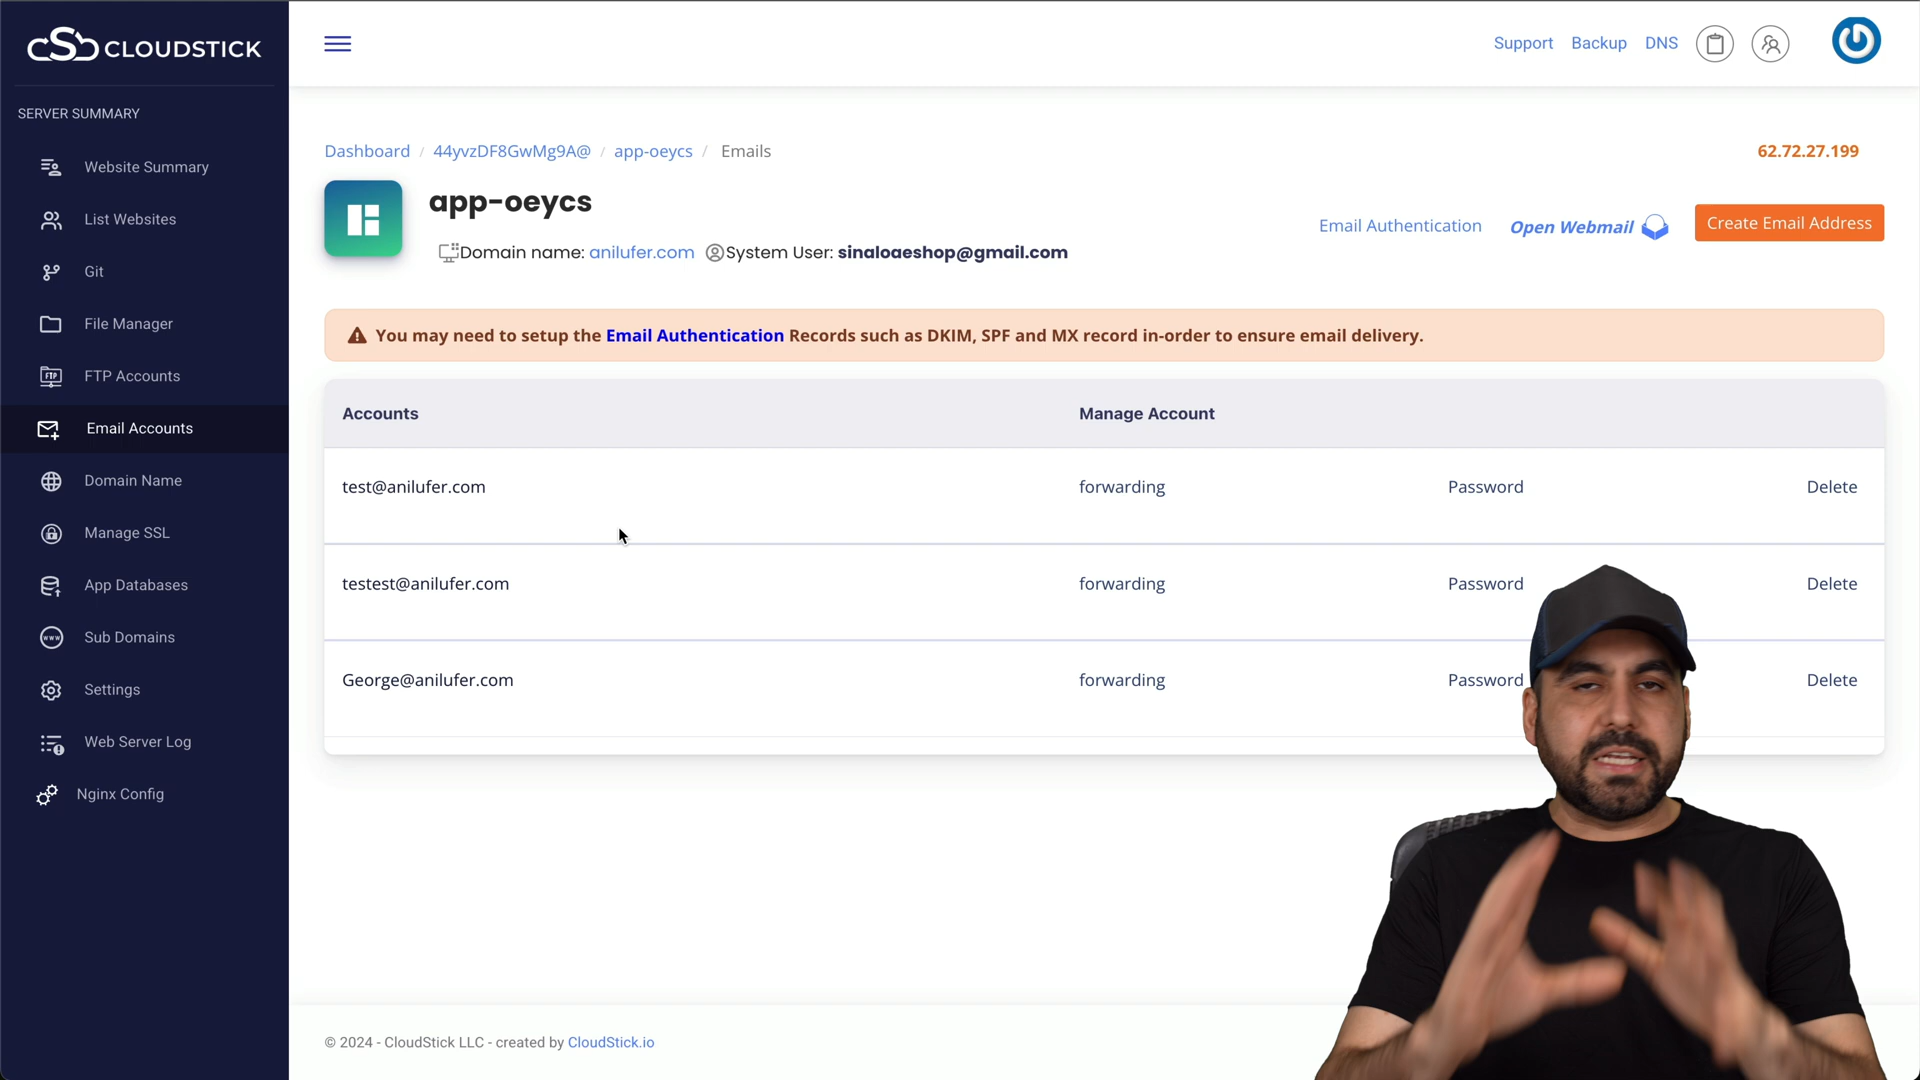 CLOUDSTICK
SERVER SUMMARY
Website Summary
List Websites
Git
File Manager
FTP
FTP Accounts
Email Accounts
Domain Name
Manage SSL
App Databases
www
Sub Domains
Settings
Web Server Log
Nginx Config
Support Backup DNS
Dashboard / 44yvzDF8GwMg9A@ / app-oeycs / Emails
62.72.27.199
app-oeycs
Domain name: anilufer.com System User: sinaloaeshop@gmail.com
Email Authentication Open Webmail Create Email Address
You may need to setup the Email Authentication Records such as DKIM, SPF and MX record in-order to ensure email delivery.
Accounts Manage Account
test@anilufer.com forwarding Password Delete
testest@anilufer.com forwarding Password Delete
George@anilufer.com forwarding Password Delete
© 2024 - CloudStick LLC - created by CloudStick.io